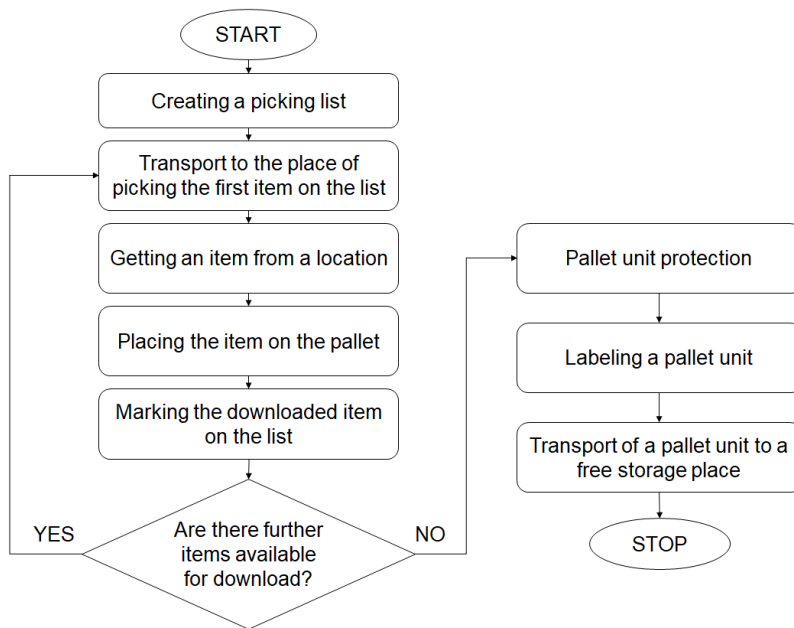 START
Creating a picking list
Transport to the place of
picking the first item on the list
Getting an item from a location
Placing the item on the pallet
Marking the downloaded item
on the list
YES
Are there further
items available
for download?
NO
Pallet unit protection
Labeling a pallet unit
Transport of a pallet unit to a
free storage place
STOP